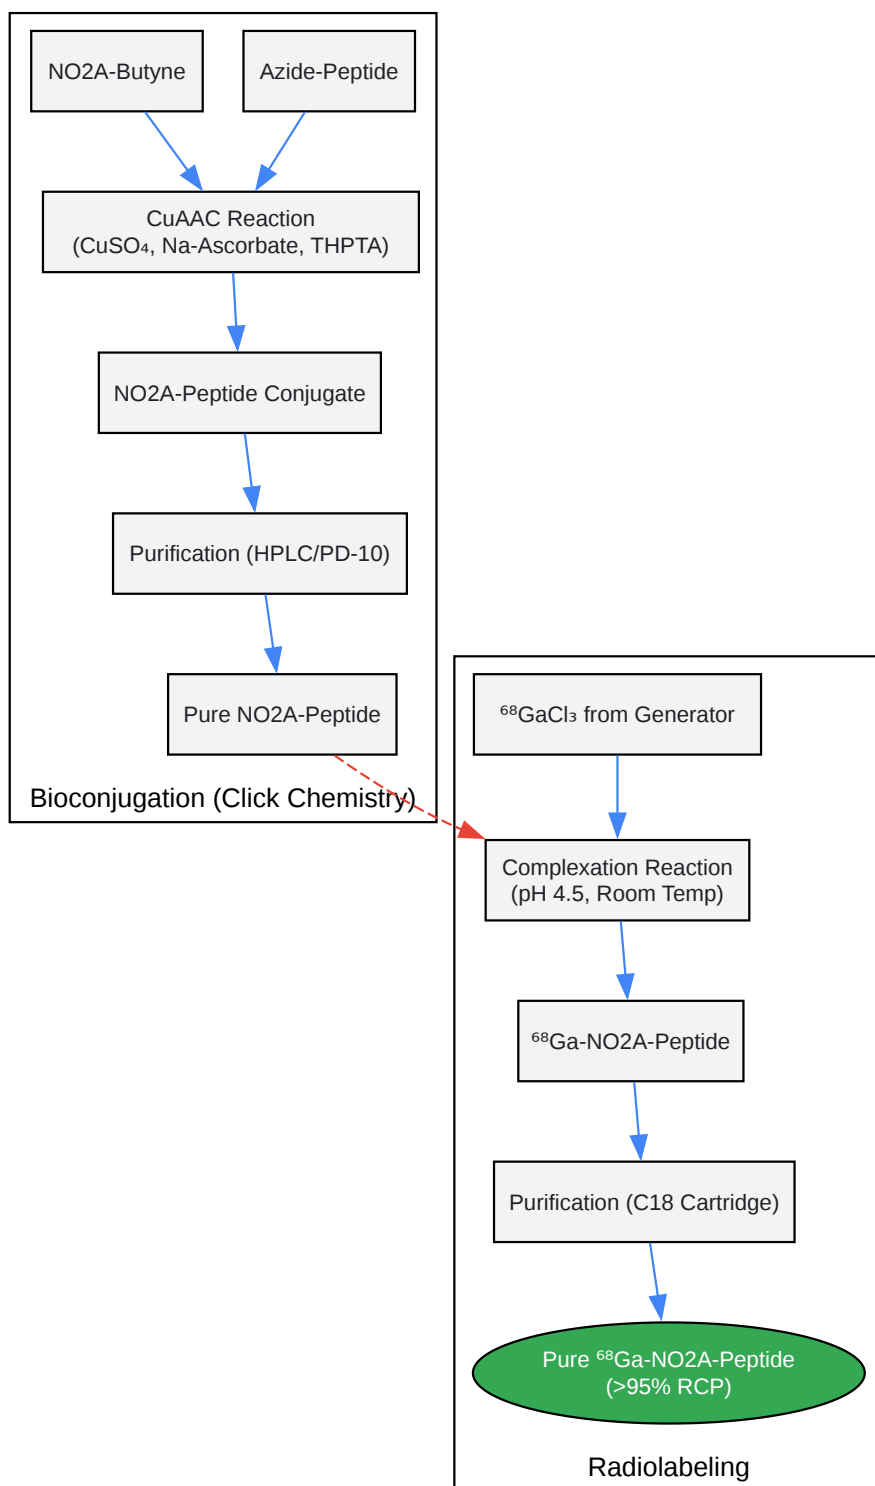 NO2A-Butyne
Azide-Peptide
CuAAC Reaction
(CuSO₄, Na-Ascorbate, THPTA)
NO2A-Peptide Conjugate
Purification (HPLC/PD-10)
Pure NO2A-Peptide
Bioconjugation (Click Chemistry)
⁶⁸GaCl₃ from Generator
Complexation Reaction
(pH 4.5, Room Temp)
⁶⁸Ga-NO2A-Peptide
Purification (C18 Cartridge)
Pure ⁶⁸Ga-NO2A-Peptide
(>95% RCP)
Radiolabeling